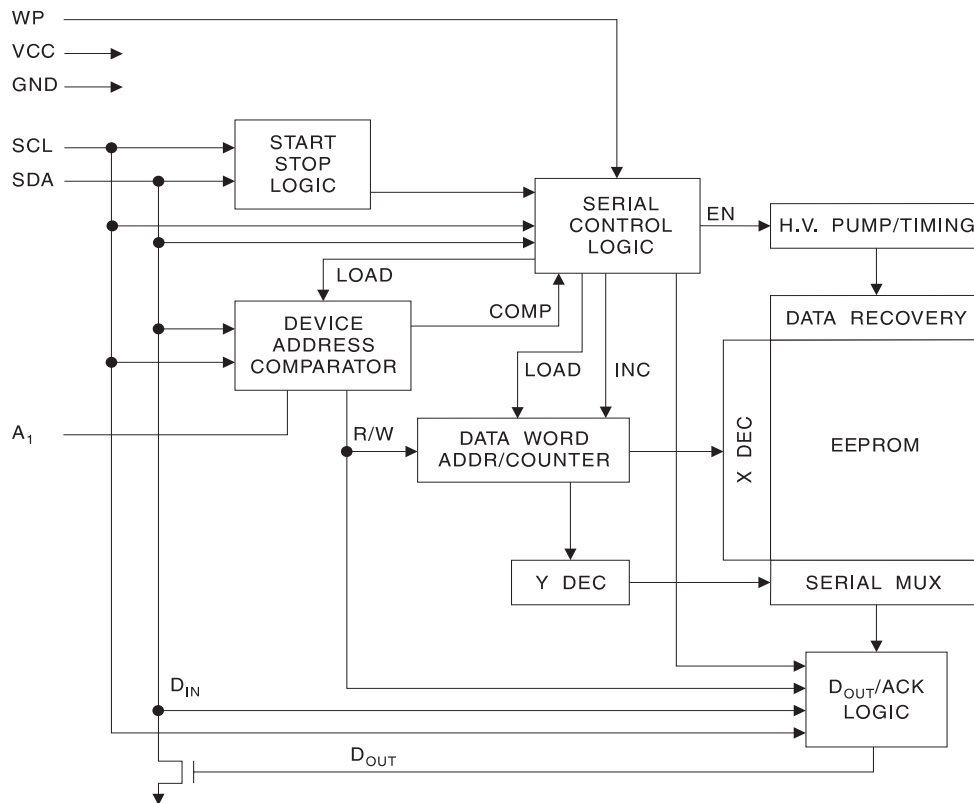 WP
VCC
GND
SCL
SDA
START
STOP
LOGIC
SERIAL
CONTROL
LOGIC
EN
H.V. PUMP/TIMING
LOAD
COMP
DEVICE
ADDRESS
COMPARATOR
DATA RECOVERY
LOAD
INC
A1
R/W
DATA WORD
ADDR/COUNTER
X DEC
EEPROM
Y DEC
SERIAL MUX
DIN
DOUT/ACK
LOGIC
DOUT